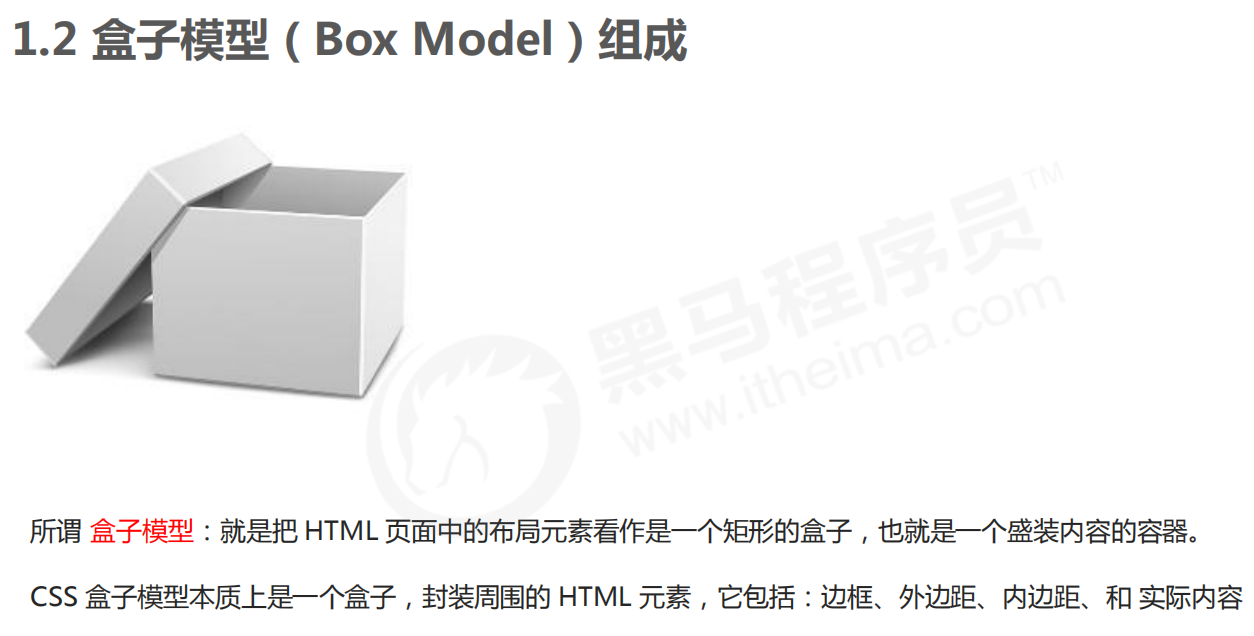 1.2 盒子模型（Box Model）组成
黑马程序员™
www.itheima.com
所谓 盒子模型：就是把 HTML 页面中的布局元素看作是一个矩形的盒子，也就是一个盛装内容的容器。
CSS 盒子模型本质上是一个盒子，封装周围的 HTML 元素，它包括：边框、外边距、内边距、和 实际内容